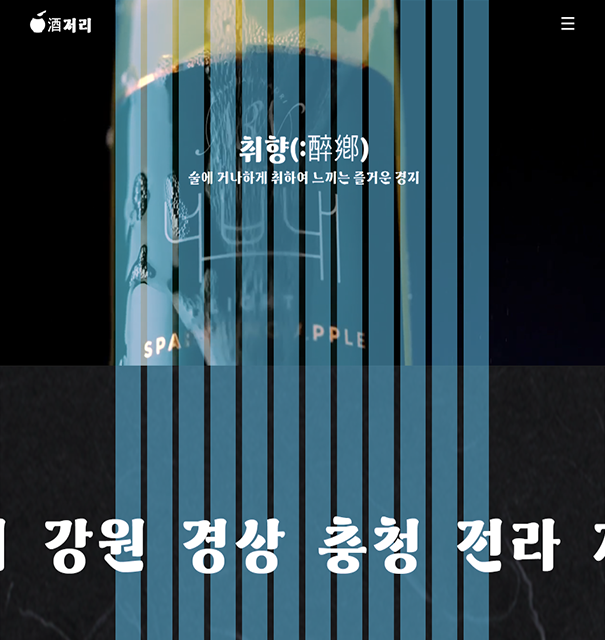 酒저리
취향(:醉鄕)
술에 거나하게 취하여 느끼는 즐거운 경지
강원 경상 충청 전라